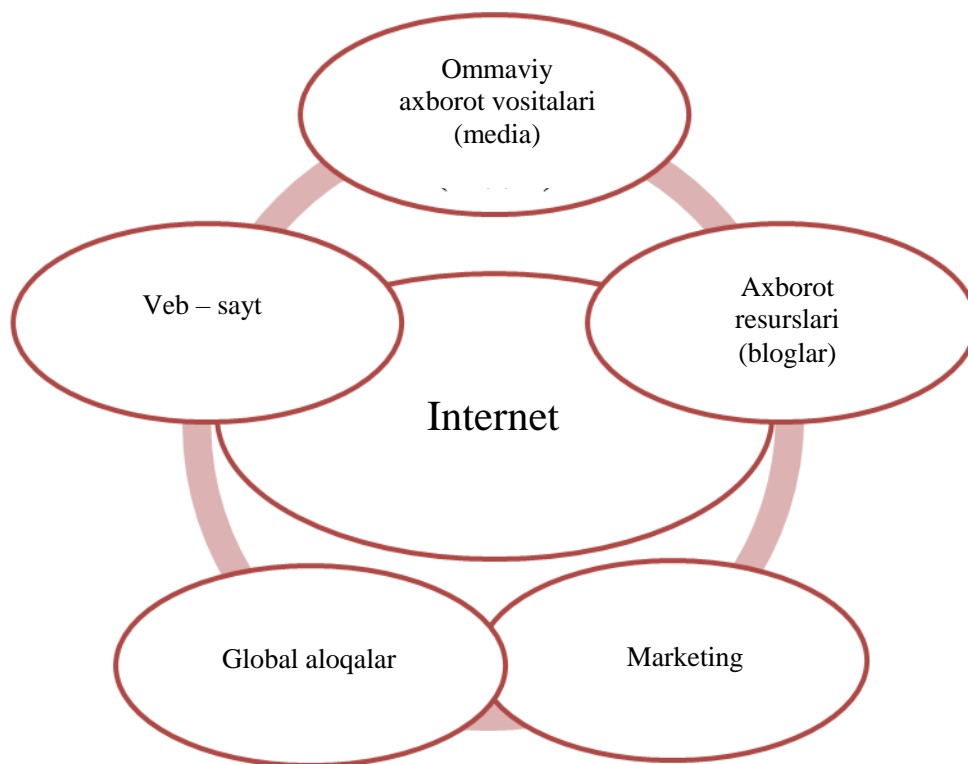 Ommaviy
axborot vositalari
(media)
Veb – sayt
Axborot
resurslari
(bloglar)
Internet
Global aloqalar
Marketing